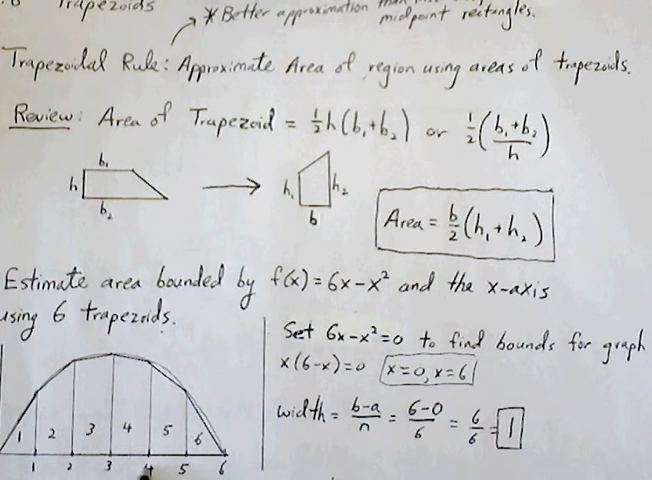 Trapezoids
* Better approximation than
midpoint rectangles.
Trapezoidal Rule: Approximate Area of region using areas of trapezoids.
Review: Area of Trapezoid = ½h(b₁+b₂) or ½((b₁+b₂)/h)
b₁
h
b₂
h₁
h₂
b
Area = b/2(h₁+h₂)
Estimate area bounded by f(x)=6x-x² and the x-axis
using 6 trapezoids.
Set 6x-x²=0 to find bounds for graph
x(6-x)=0 x=0, x=6
width = (b-a)/n = (6-0)/6 = 6/6 = 1
1 2 3 4 5 6
1 2 3 4 5 6